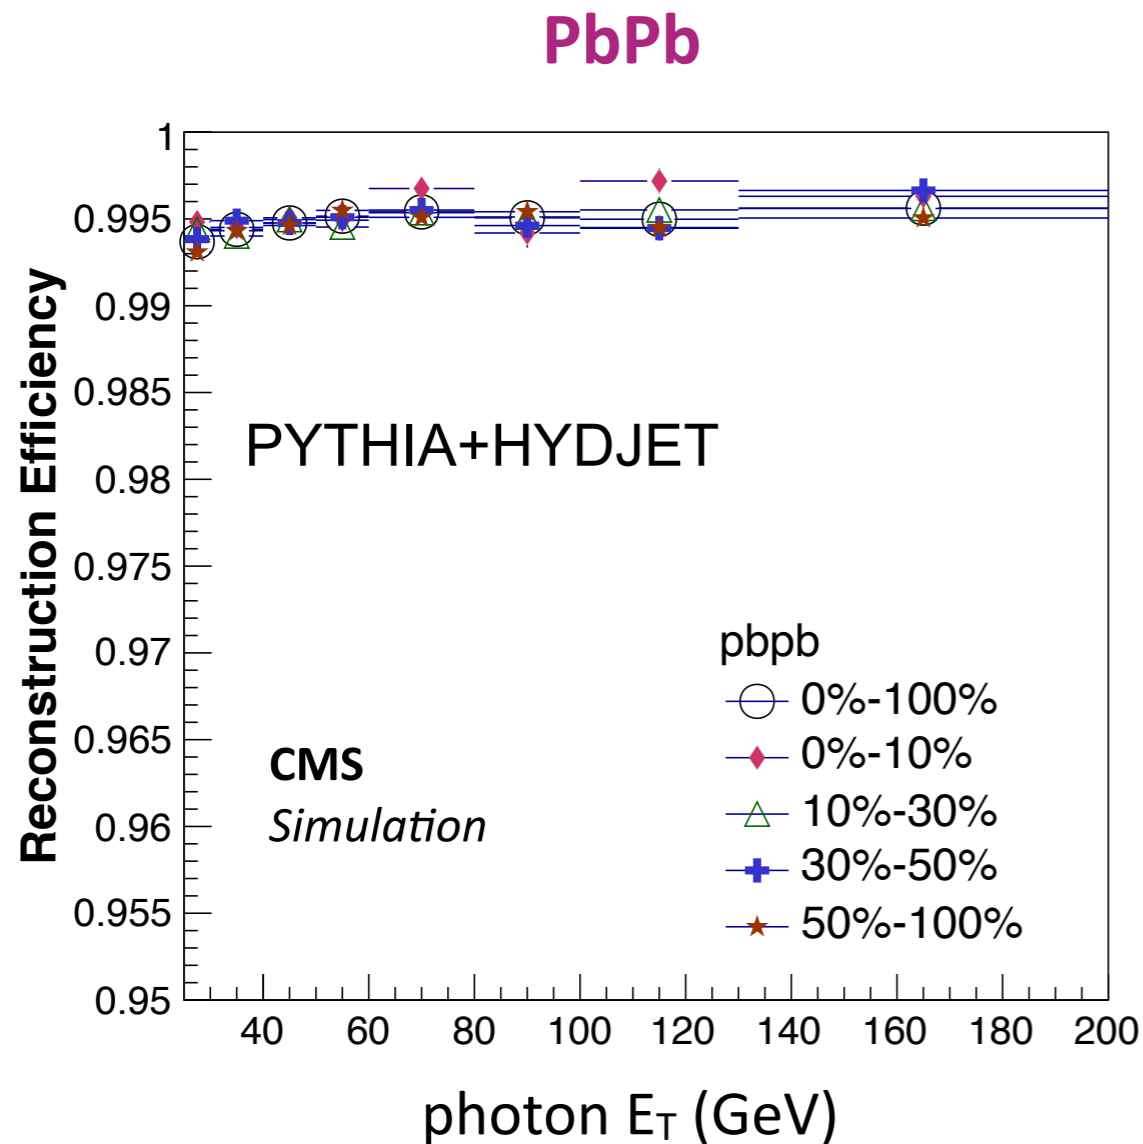 PbPb
1
0.995
0.99
0.985
0.98
0.975
0.97
0.965
0.96
0.955
0.95
Reconstruction Efficiency
PYTHIA+HYDJET
CMS
Simulation
pbpb
0%-100%
0%-10%
10%-30%
30%-50%
50%-100%
40 60 80 100 120 140 160 180 200
photon E_T (GeV)